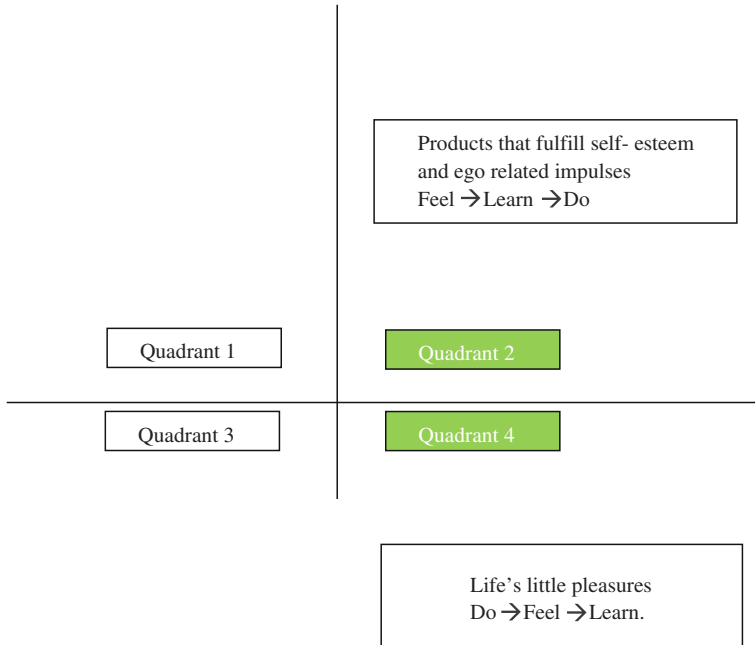 Products that fulfill self- esteem
and ego related impulses
Feel →Learn →Do
Quadrant 1
Quadrant 2
Quadrant 3
Quadrant 4
Life's little pleasures
Do →Feel →Learn.